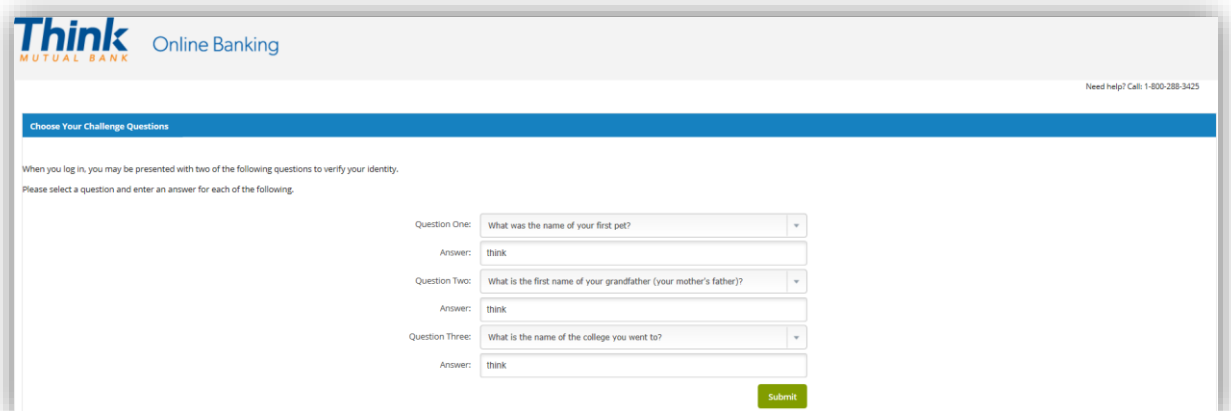 Think
MUTUAL BANK
Online Banking
Need help? Call: 1-800-288-3425
Choose Your Challenge Questions
When you log in, you may be presented with two of the following questions to verify your identity.
Please select a question and enter an answer for each of the following.
Question One: What was the name of your first pet?
Answer: think
Question Two: What is the first name of your grandfather (your mother's father)?
Answer: think
Question Three: What is the name of the college you went to?
Answer: think
Submit